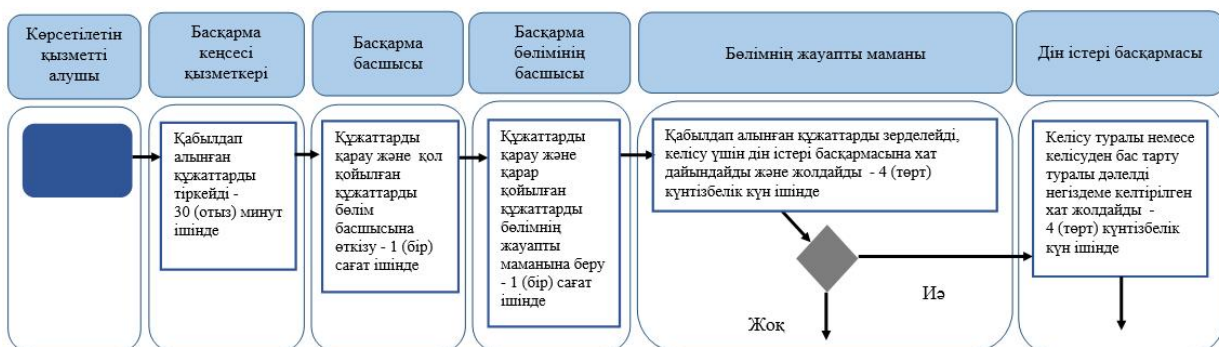 Көрсетілетін
қызметті
алушы
Басқарма
кеңсесі
қызметкері
Басқарма
басшысы
Басқарма
бөлімінің
басшысы
Бөлімнің жауапты маманы
Дін істері басқармасы
Қабылдап
алынған
құжаттарды
тіркейді -
30 (отыз) минут
ішінде
Құжаттарды
қарау және қол
қойылған
құжаттарды
бөлім
басшысына
өткізу - 1 (бір)
сағат ішінде
Құжаттарды
қарау және
қарар
қойылған
құжаттарды
бөлімнің
жауапты
маманына беру
- 1 (бір) сағат
ішінде
Қабылдап алынған құжаттарды зерделейді,
келісу үшін дін істері басқармасына хат
дайындайды және жолдайды - 4 (төрт)
күнтізбелік күн ішінде
Келісу туралы немесе
келісуден бас тарту
туралы дәлелді
негіздеме келтірілген
хат жолдайды -
4 (төрт) күнтізбелік
күн ішінде
Иә
Жоқ